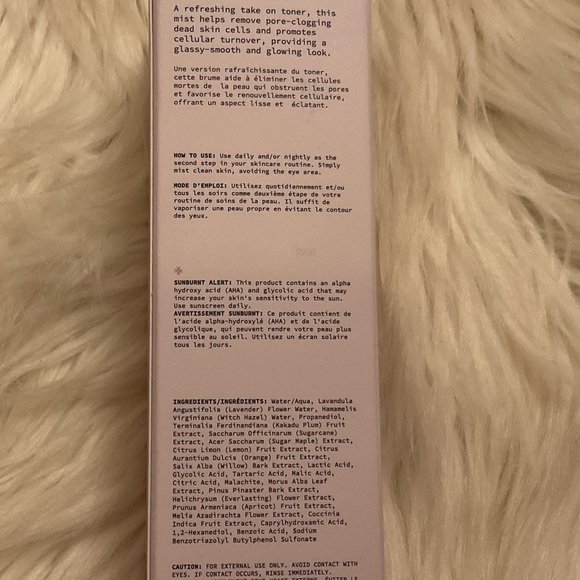 A refreshing take on toner, this
mist helps remove pore-clogging
dead skin cells and promotes
cellular turnover, providing a
glassy-smooth and glowing look.
Une version rafraîchissante du toner,
cette brume aide à éliminer les cellules
mortes de la peau qui obstruent les pores
et favorise le renouvellement cellulaire,
offrant un aspect lisse et éclatant.
HOW TO USE: Use daily and/or nightly as the
second step in your skincare routine. Simply
mist clean skin, avoiding the eye area.
MODE D'EMPLOI: Utilisez quotidiennement et/ou
tous les soirs comme deuxième étape de votre
routine de soins de la peau. Il suffit de
vaporiser une peau propre en évitant le contour
des yeux.
SUNBURNT ALERT: This product contains an alpha
hydroxy acid (AHA) and glycolic acid that may
increase your skin's sensitivity to the sun.
Use sunscreen daily.
AVERTISSEMENT SUNBURNT: Ce produit contient de
l'acide alpha-hydroxylé (AHA) et de l'acide
glycolique, qui peuvent rendre votre peau plus
sensible au soleil. Utilisez un écran solaire
tous les jours.
INGREDIENTS/INGRÉDIENTS: Water/Aqua, Lavandula
Angustifolia (Lavender) Flower Water, Hamamelis
Virginiana (Witch Hazel) Water, Propanediol,
Terminalia Ferdinandiana (Kakadu Plum) Fruit
Extract, Saccharum Officinarum (Sugarcane)
Extract, Acer Saccharum (Sugar Maple) Extract,
Citrus Limon (Lemon) Fruit Extract, Citrus
Aurantium Dulcis (Orange) Fruit Extract,
Salix Alba (Willow) Bark Extract, Lactic Acid,
Glycolic Acid, Tartaric Acid, Malic Acid,
Citric Acid, Malachite, Morus Alba Leaf
Extract, Pinus Pinaster Bark Extract,
Helichrysum (Everlasting) Flower Extract,
Prunus Armeniaca (Apricot) Fruit Extract,
Melia Azadirachta Flower Extract, Coccinia
Indica Fruit Extract, Caprylhydroxamic Acid,
1,2-Hexanediol, Benzoic Acid, Sodium
Benzotriazolyl Butylphenol Sulfonate
CAUTION: FOR EXTERNAL USE ONLY. AVOID CONTACT WITH
EYES. IF CONTACT OCCURS, RINSE IMMEDIATELY.